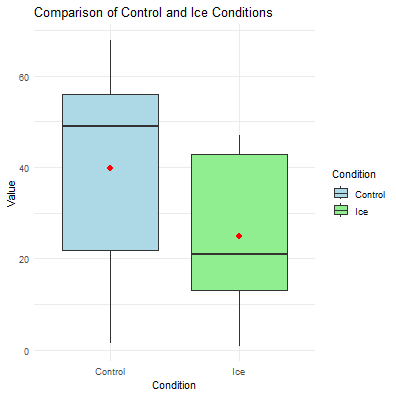 Comparison of Control and Ice Conditions
Value
60
40
20
0
Control
Ice
Condition
Condition
Control
Ice